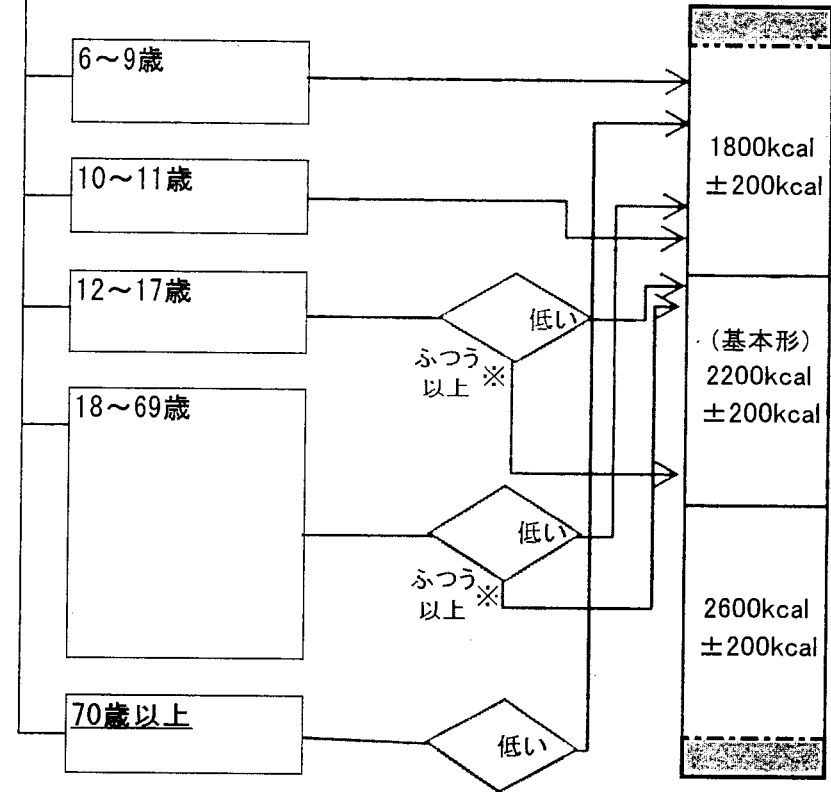 6～9歳
10～11歳
12～17歳
低い
ふつう※
以上
18～69歳
低い
ふつう※
以上
70歳以上
低い
1800kcal
±200kcal
（基本形）
2200kcal
±200kcal
2600kcal
±200kcal